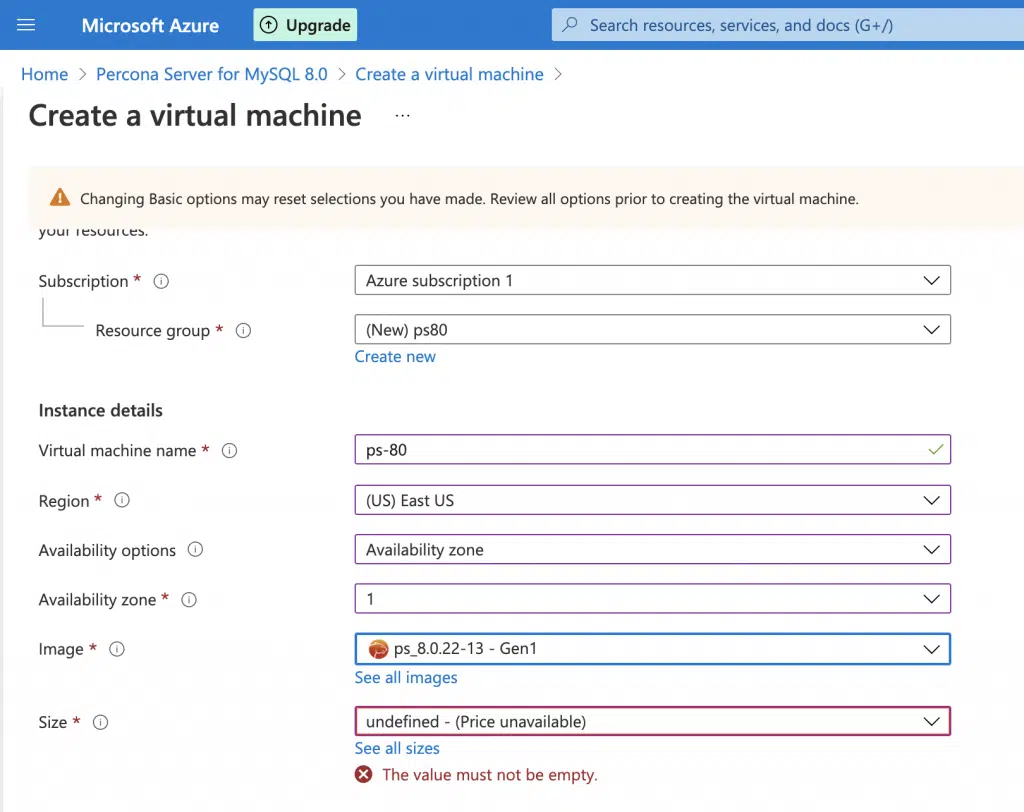 Microsoft Azure
Upgrade
Search resources, services, and docs (G+/)
Home > Percona Server for MySQL 8.0 > Create a virtual machine >
Create a virtual machine ...
Changing Basic options may reset selections you have made. Review all options prior to creating the virtual machine.
your resources.
Subscription *
Azure subscription 1
Resource group *
(New) ps80
Create new
Instance details
Virtual machine name *
ps-80
Region *
(US) East US
Availability options
Availability zone
Availability zone *
1
Image *
ps_8.0.22-13 - Gen1
See all images
Size *
undefined - (Price unavailable)
See all sizes
The value must not be empty.